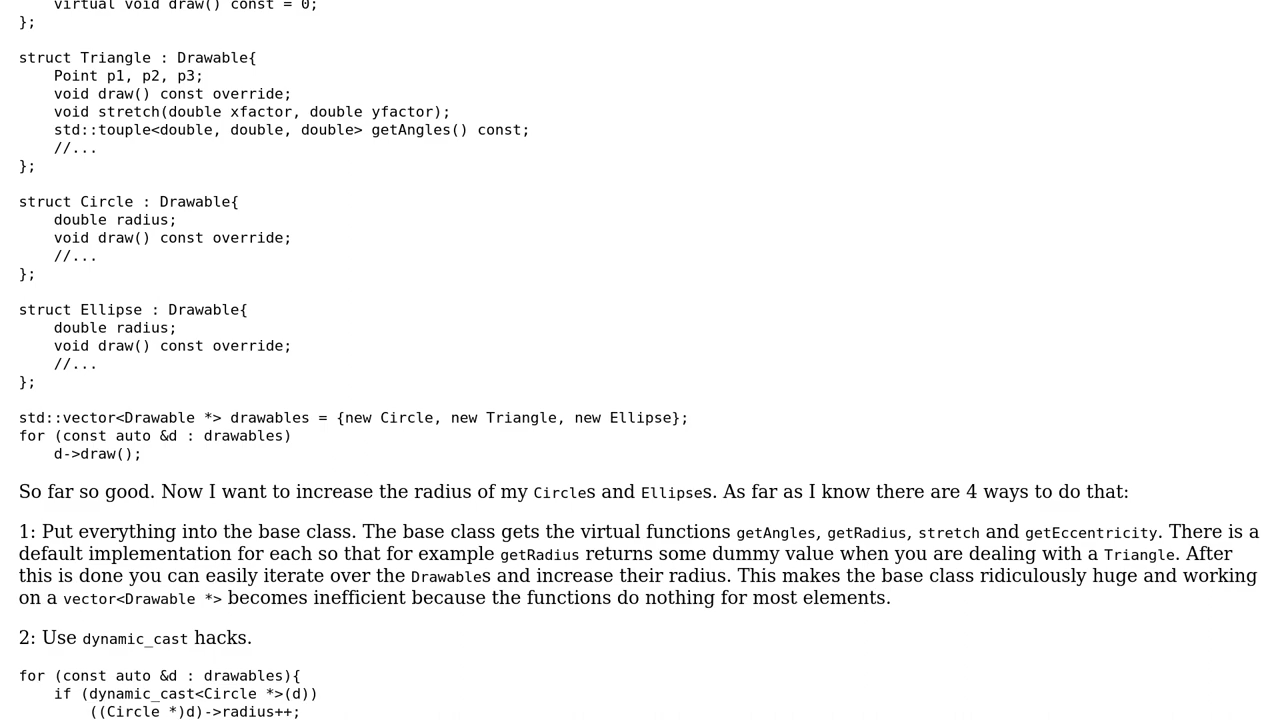 virtual void draw() const = 0;
};

struct Triangle : Drawable{
    Point p1, p2, p3;
    void draw() const override;
    void stretch(double xfactor, double yfactor);
    std::touple<double, double, double> getAngles() const;
    //...
};

struct Circle : Drawable{
    double radius;
    void draw() const override;
    //...
};

struct Ellipse : Drawable{
    double radius;
    void draw() const override;
    //...
};

std::vector<Drawable *> drawables = {new Circle, new Triangle, new Ellipse};
for (const auto &d : drawables)
    d->draw();

So far so good. Now I want to increase the radius of my Circles and Ellipses. As far as I know there are 4 ways to do that:

1: Put everything into the base class. The base class gets the virtual functions getAngles, getRadius, stretch and getEccentricity. There is a
default implementation for each so that for example getRadius returns some dummy value when you are dealing with a Triangle. After
this is done you can easily iterate over the Drawables and increase their radius. This makes the base class ridiculously huge and working
on a vector<Drawable *> becomes inefficient because the functions do nothing for most elements.

2: Use dynamic_cast hacks.

for (const auto &d : drawables){
    if (dynamic_cast<Circle *>(d))
        ((Circle *)d)->radius++;